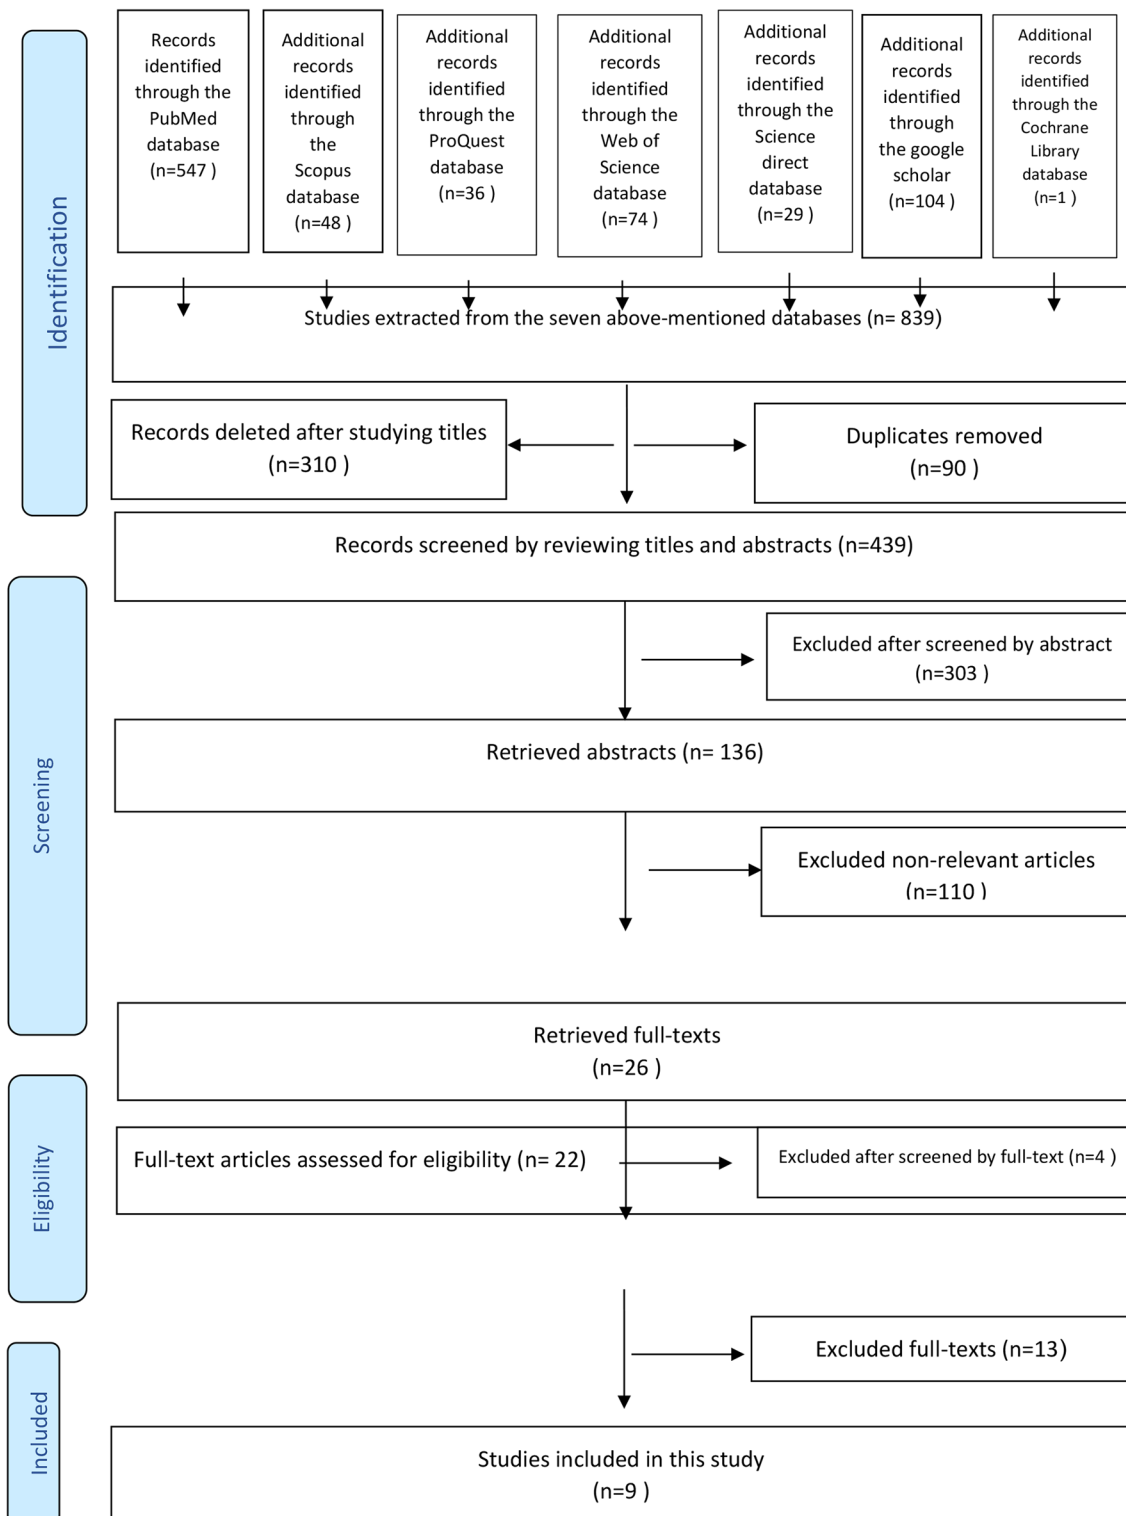 Records
identified
through the
PubMed
database
(n=547 )
Additional
records
identified
through
the
Scopus
database
(n=48 )
Additional
records
identified
through the
ProQuest
database
(n=36 )
Additional
records
identified
through the
Web of
Science
database
(n=74 )
Additional
records
identified
through the
Science
direct
database
(n=29 )
Additional
records
identified
through
the google
scholar
(n=104 )
Additional
records
identified
through the
Cochrane
Library
database
(n=1 )
Identification
Studies extracted from the seven above-mentioned databases (n= 839)
Records deleted after studying titles
(n=310 )
Duplicates removed
(n=90 )
Records screened by reviewing titles and abstracts (n=439)
Screening
Excluded after screened by abstract
(n=303 )
Retrieved abstracts (n= 136)
Excluded non-relevant articles
(n=110 )
Retrieved full-texts
(n=26 )
Eligibility
Full-text articles assessed for eligibility (n= 22)
Excluded after screened by full-text (n=4 )
Excluded full-texts (n=13)
Included
Studies included in this study
(n=9 )